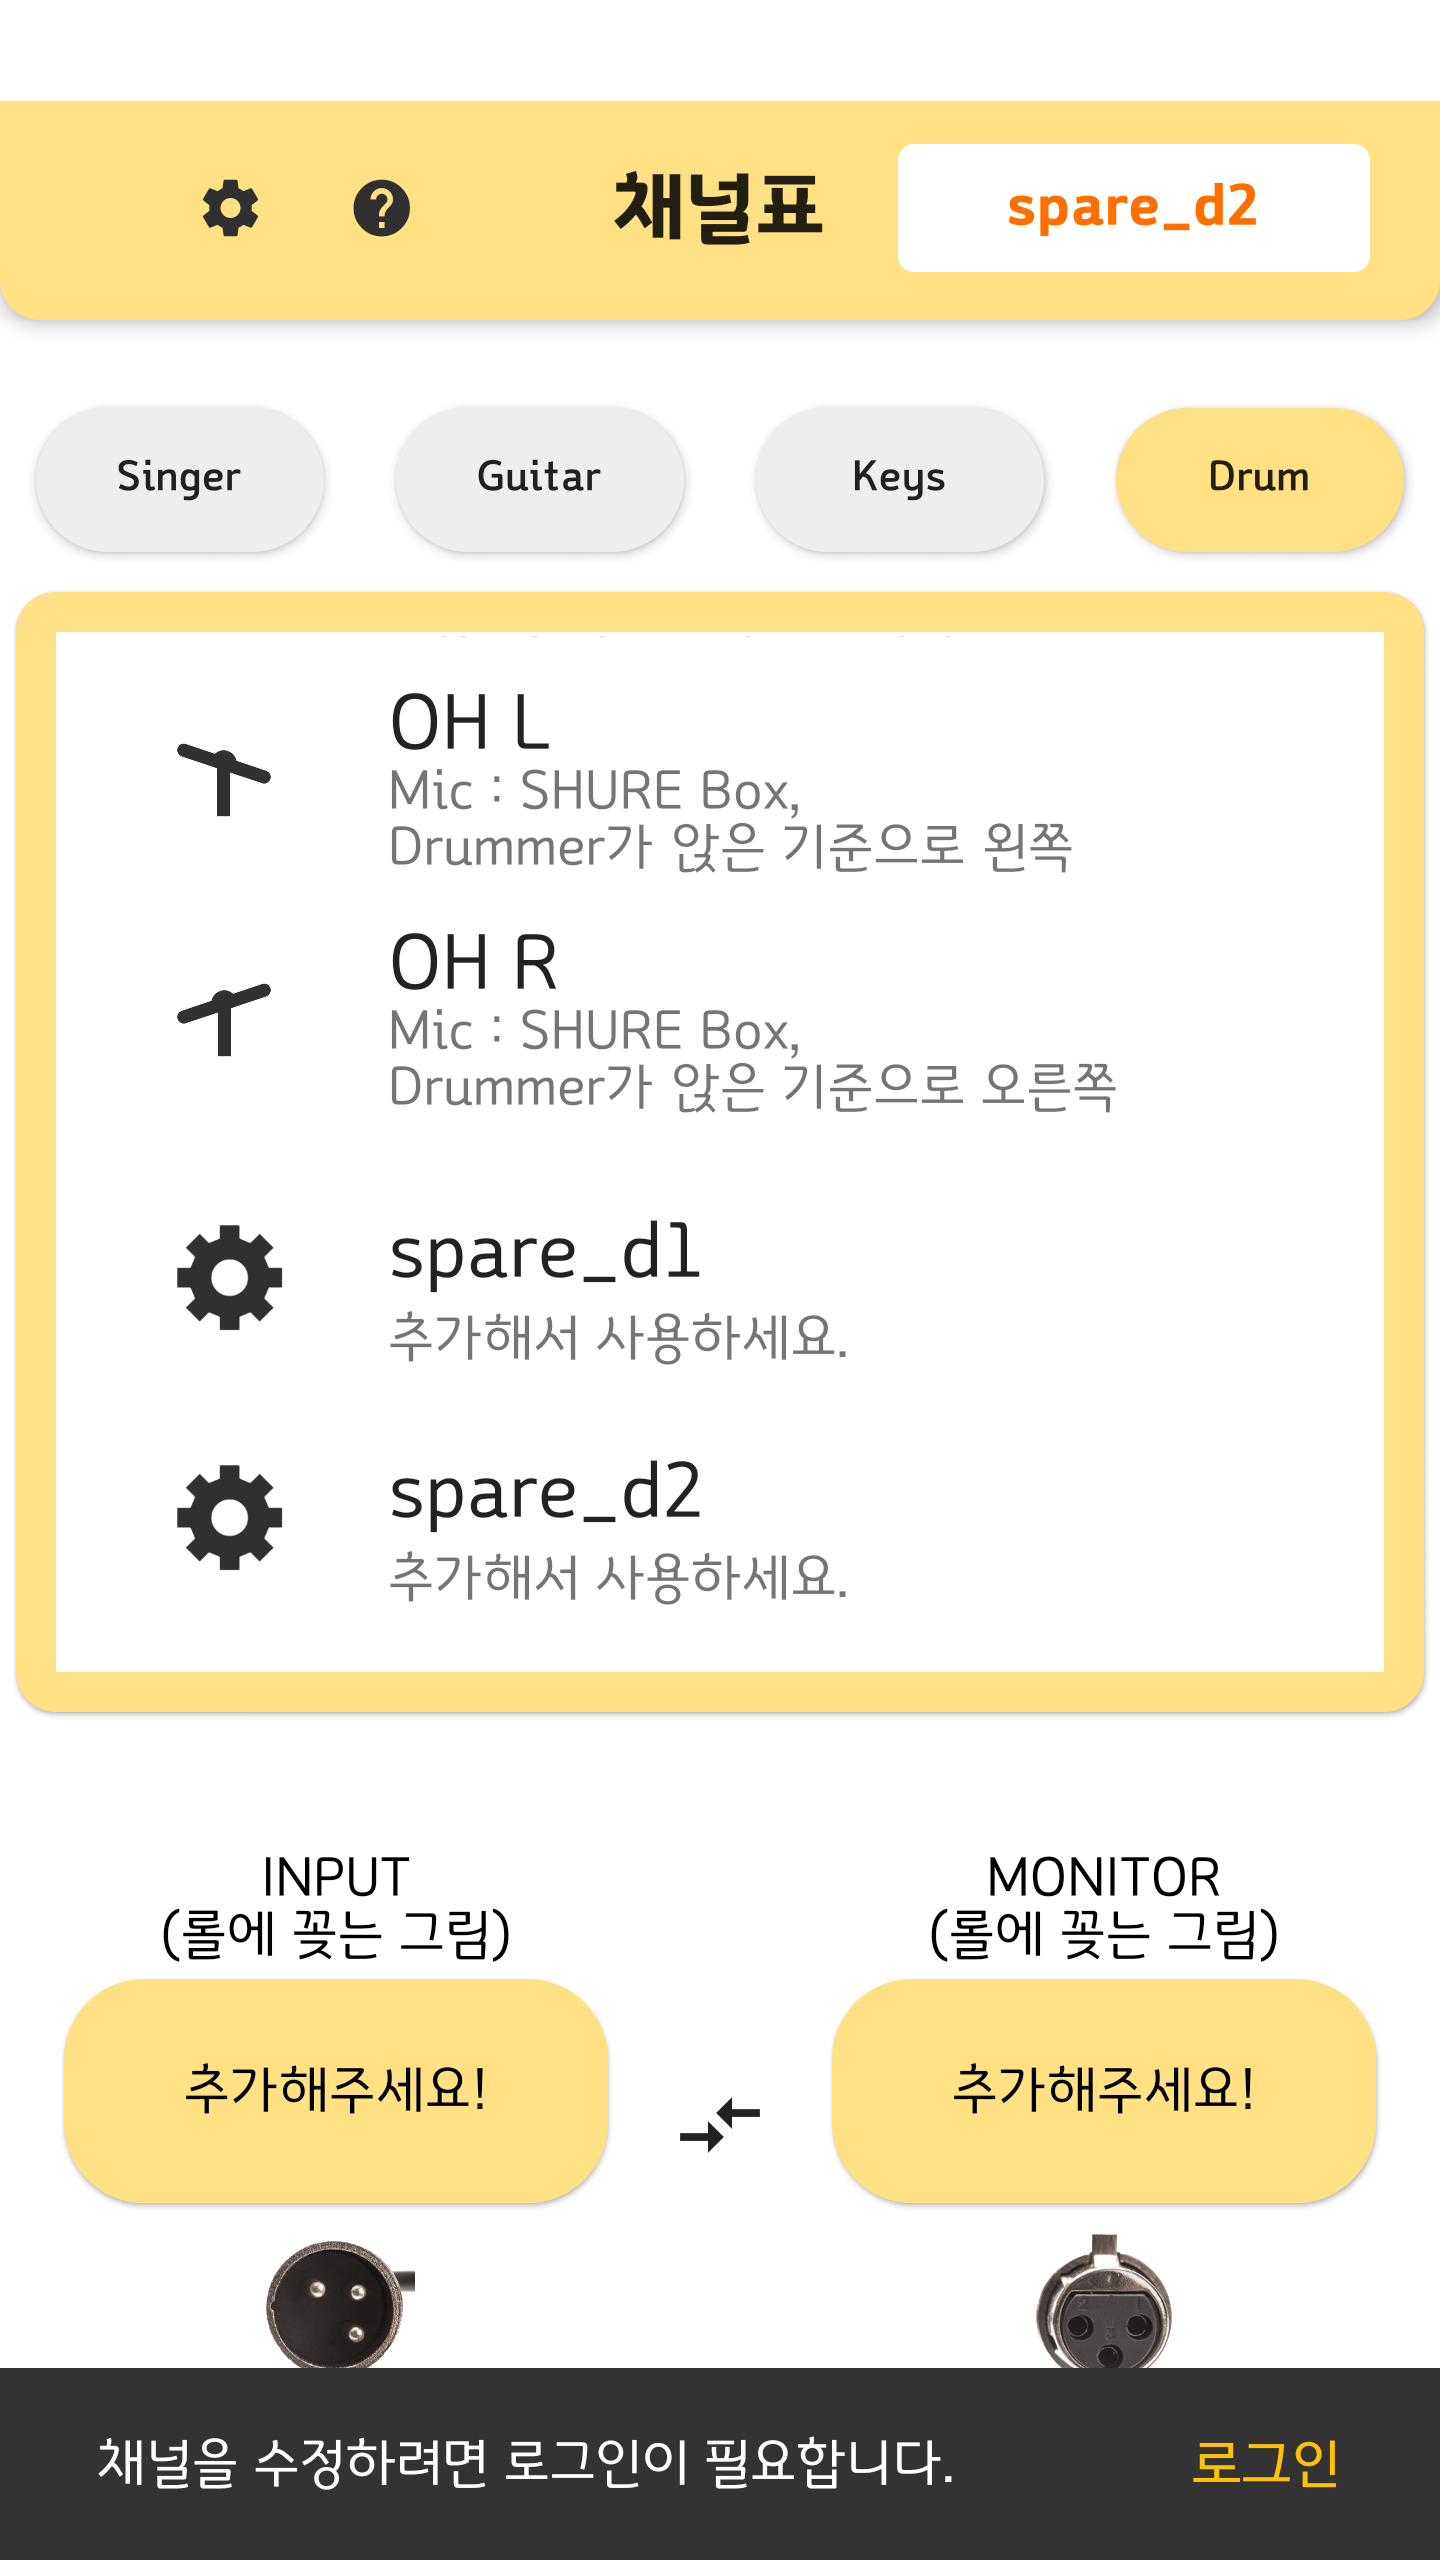 채널표
spare_d2
Singer
Guitar
Keys
Drum
OH L
Mic : SHURE Box,
Drummer가 앉은 기준으로 왼쪽
OH R
Mic : SHURE Box,
Drummer가 앉은 기준으로 오른쪽
spare_d1
추가해서 사용하세요.
spare_d2
추가해서 사용하세요.
INPUT
(롤에 꽂는 그림)
MONITOR
(롤에 꽂는 그림)
추가해주세요!
추가해주세요!
채널을 수정하려면 로그인이 필요합니다.
로그인